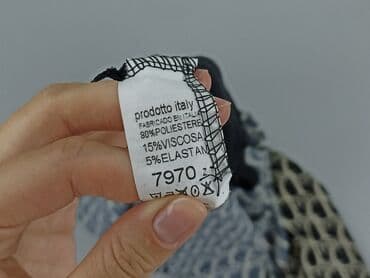 prodotto italy
FABRICADO EN ITALIA
80%POLIESTERE
15%VISCOSA
5%ELASTAN
7970